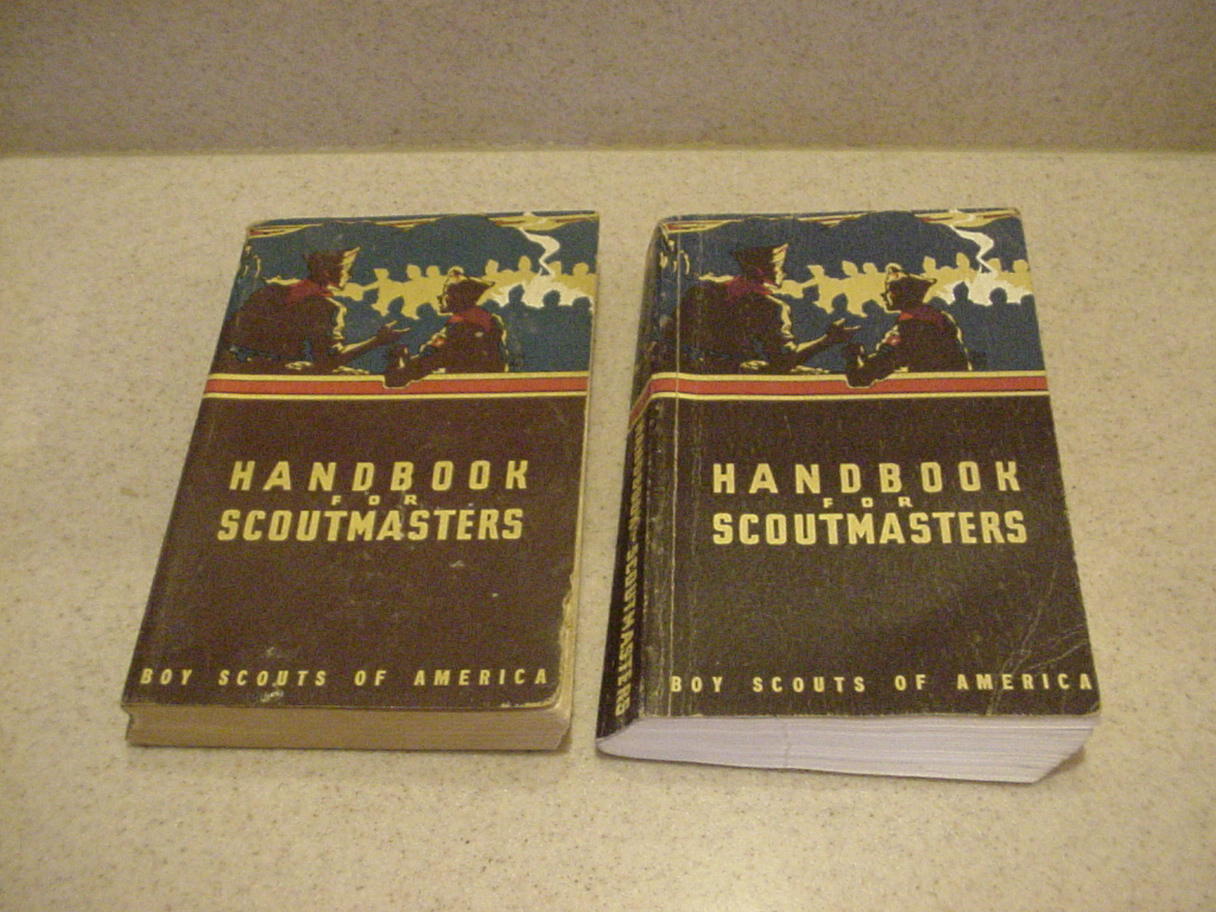 HANDBOOK
FOR
SCOUTMASTERS
BOY SCOUTS OF AMERICA
HANDBOOK FOR SCOUTMASTERS
HANDBOOK
FOR
SCOUTMASTERS
BOY SCOUTS OF AMERICA